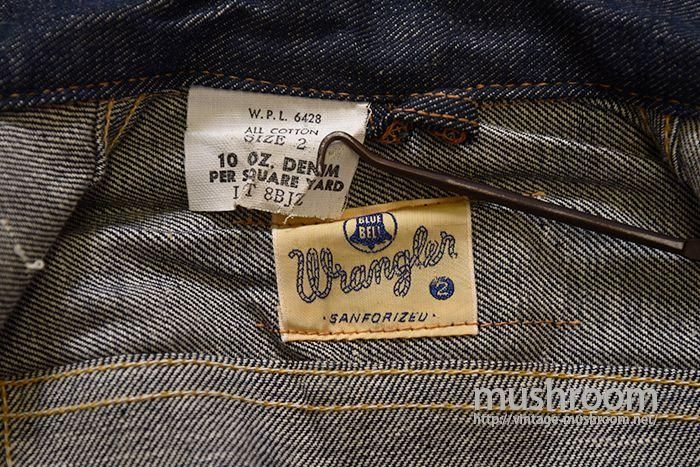 W.P.L. 6428
ALL COTTON
SIZE 2
10 OZ. DENIM
PER SQUARE YARD
IT 8BJZ
BLUE
BELL
Wrangler
2
· SANFORIZED ·
mushroom
http://vintage-mushroom.net/